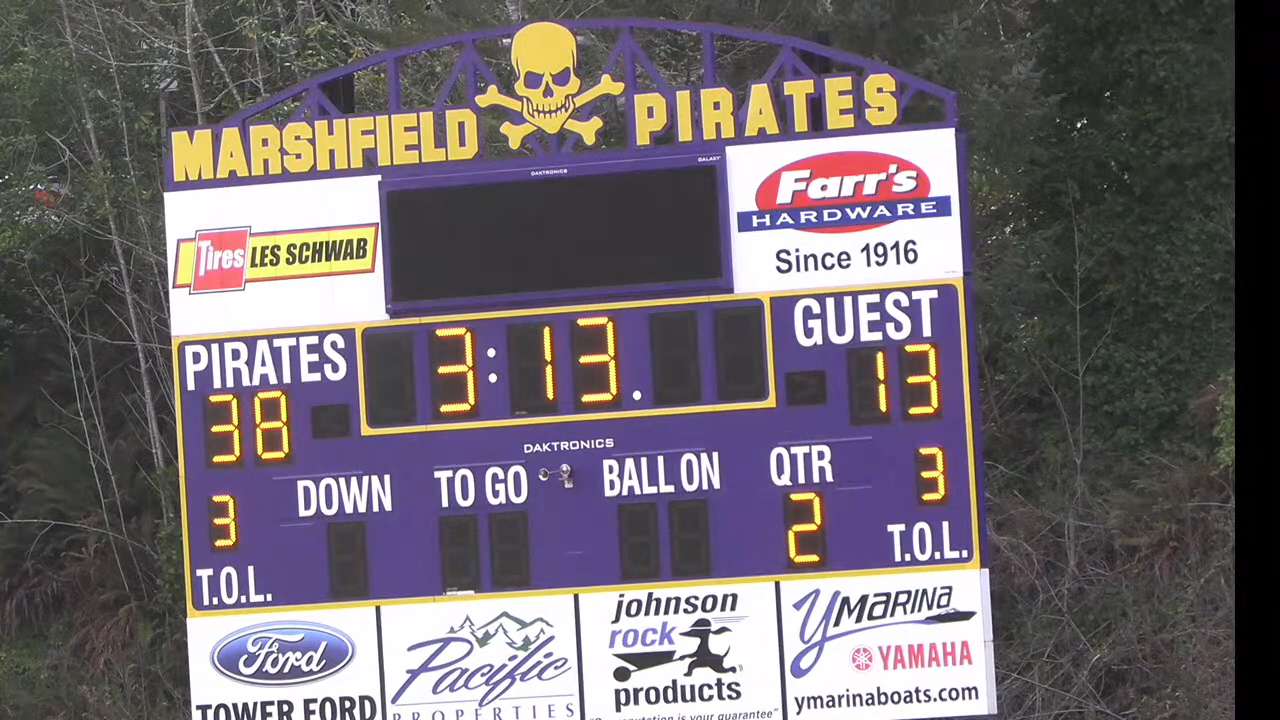 MARSHFIELD PIRATES
DAKTRONICS
GALAXY
Tires LES SCHWAB
Farr's
HARDWARE
Since 1916
PIRATES
38
3:13.
GUEST
13
DAKTRONICS
DOWN
TO GO
BALL ON
QTR
2
3
T.O.L.
3
T.O.L.
Ford
TOWER FORD
Pacific
PROPERTIES
johnson
rock
products
reputation is your guarantee"
YMARINA
YAMAHA
ymarinaboats.com